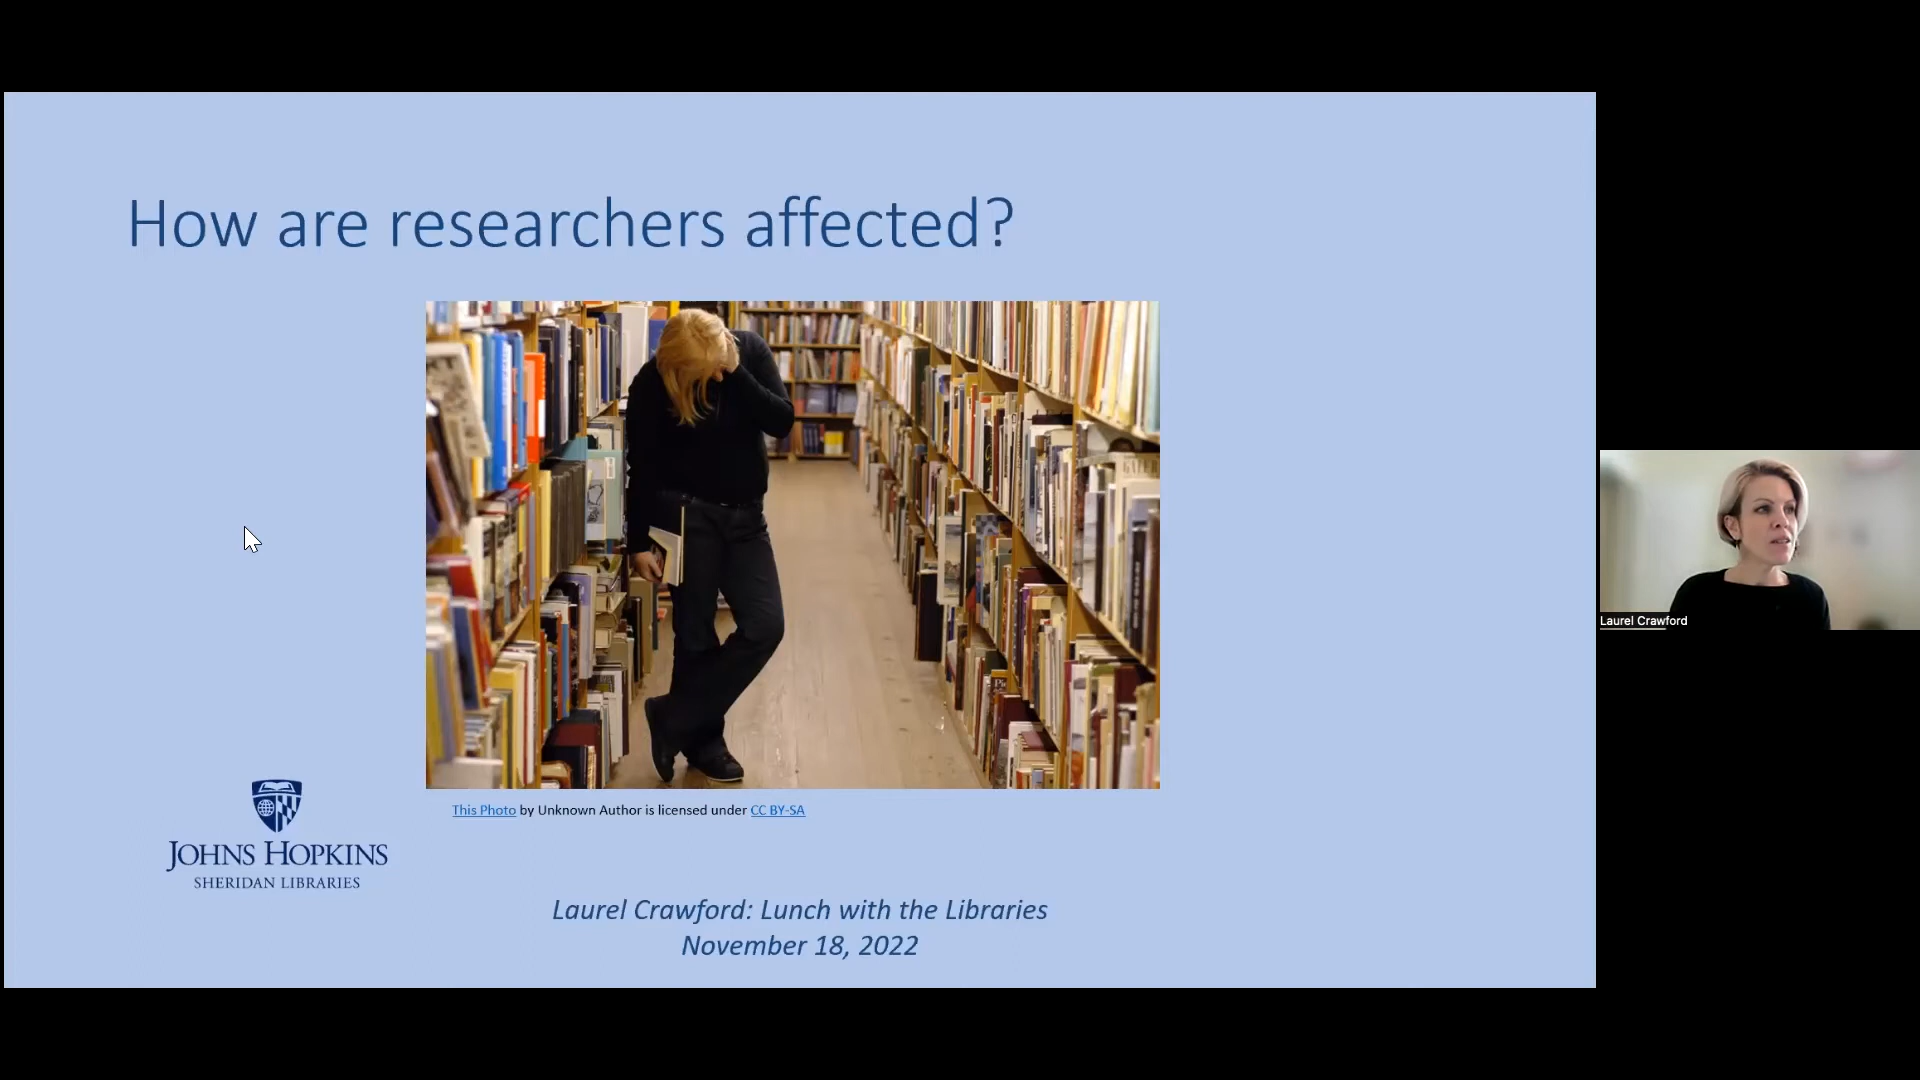 How are researchers affected?
This Photo by Unknown Author is licensed under CC BY-SA
JOHNS HOPKINS
SHERIDAN LIBRARIES
Laurel Crawford: Lunch with the Libraries
November 18, 2022
Laurel Crawford